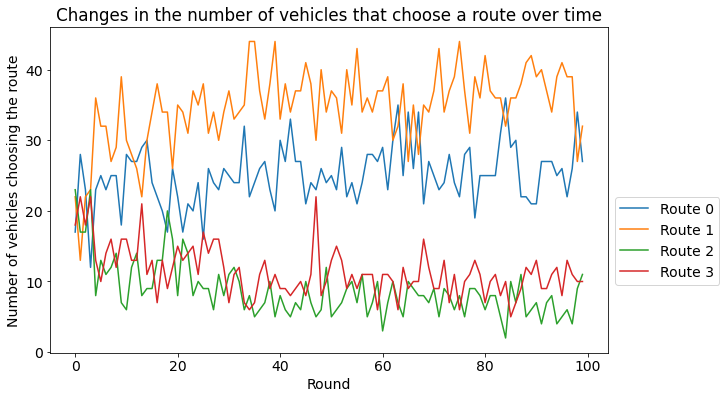 Changes in the number of vehicles that choose a route over time
Number of vehicles choosing the route
40
30
20
10
0
0 20 40 60 80 100
Round
Route 0
Route 1
Route 2
Route 3